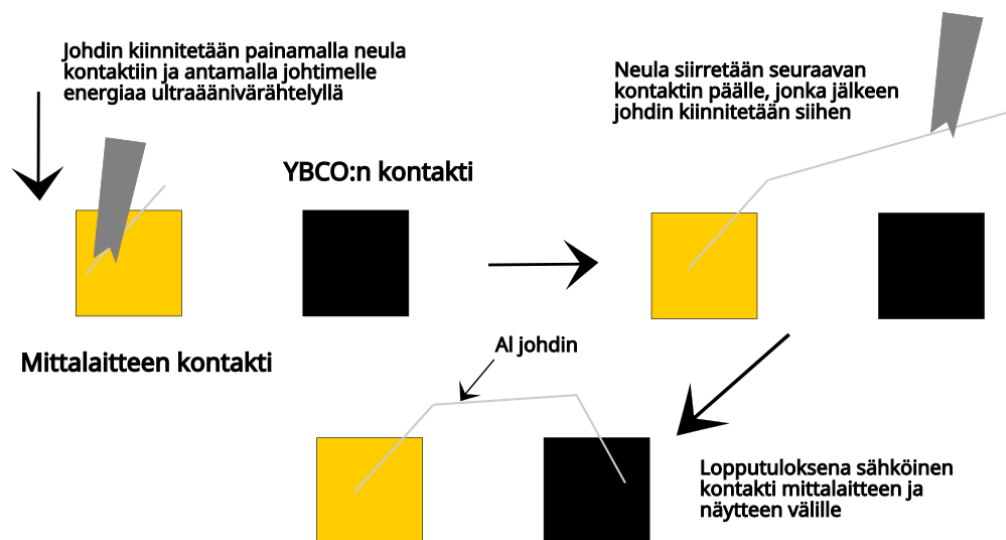 Johdin kiinnitetään painamalla neula
kontaktiin ja antamalla johtimelle
energiaa ultraäänivärähtelyllä
Neula siirretään seuraavan
kontaktin päälle, jonka jälkeen
johdin kiinnitetään siihen
YBCO:n kontakti
Mittalaitteen kontakti
Al johdin
Lopputuloksena sähköinen
kontakti mittalaitteen ja
näytteen välille